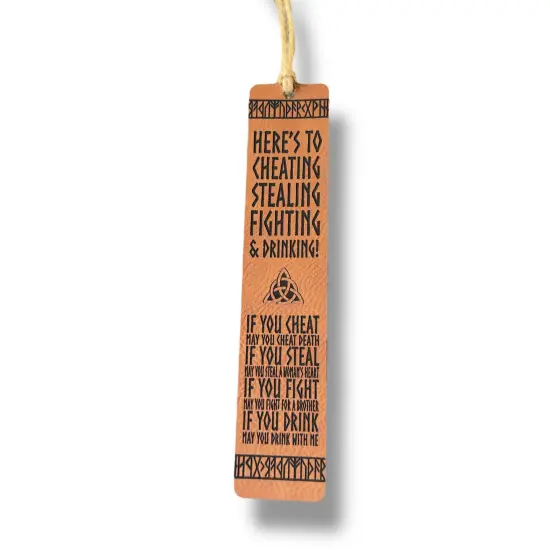 HERE'S TO
CHEATING
STEALING
FIGHTING
& DRINKING!
IF YOU CHEAT
MAY YOU CHEAT DEATH
IF YOU STEAL
MAY YOU STEAL A WOMAN'S HEART
IF YOU FIGHT
MAY YOU FIGHT FOR A BROTHER
IF YOU DRINK
MAY YOU DRINK WITH ME